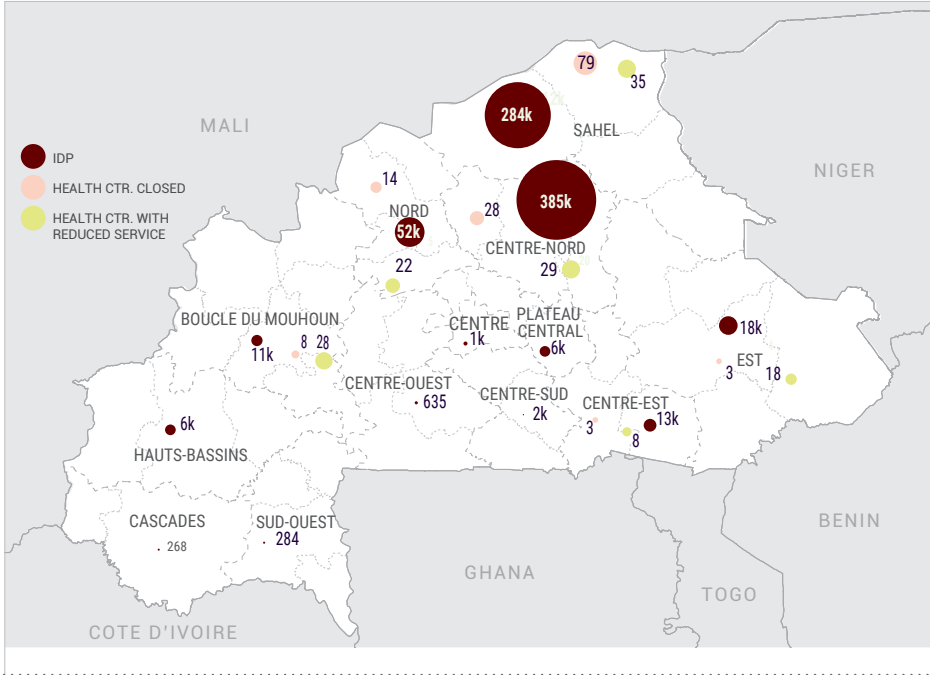 79
35
284k
MALI
SAHEL
IDP
HEALTH CTR. CLOSED
HEALTH CTR. WITH
REDUCED SERVICE
NIGER
14
385k
NORD
28
52k
CENTRE-NORD
22
29
BOUCLE DU MOUHOUN
PLATEAU
CENTRAL
CENTRE
18k
8
28
1k
11k
6k
EST
3
18
CENTRE-OUEST
635
CENTRE-SUD
2k
CENTRE-EST
13k
3
8
6k
HAUTS-BASSINS
CASCADES
SUD-OUEST
268
284
BENIN
GHANA
TOGO
COTE D'IVOIRE